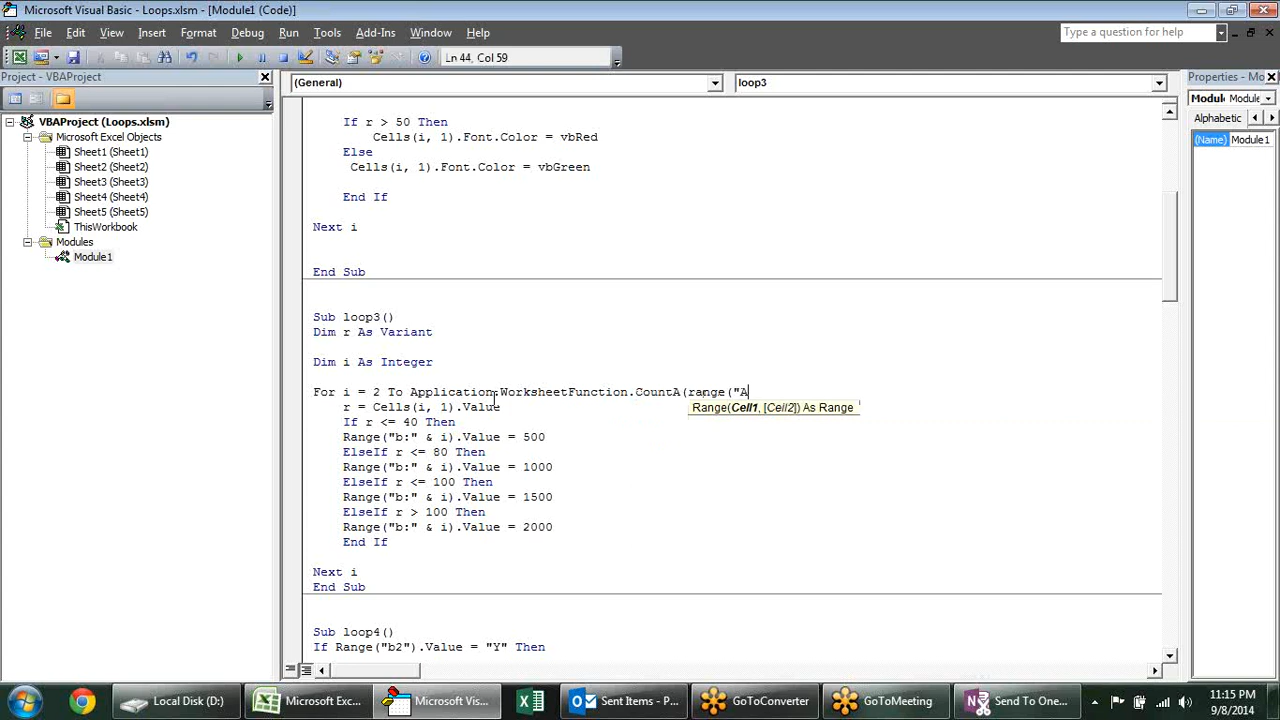 Microsoft Visual Basic - Loops.xlsm - [Module1 (Code)]
File Edit View Insert Format Debug Run Tools Add-Ins Window Help
Type a question for help
Ln 44, Col 59
Project - VBAProject
(General)
loop3
Properties - Mo
VBAProject (Loops.xlsm)
Microsoft Excel Objects
Sheet1 (Sheet1)
Sheet2 (Sheet2)
Sheet3 (Sheet3)
Sheet4 (Sheet4)
Sheet5 (Sheet5)
ThisWorkbook
Modules
Module1
If r > 50 Then
Cells(i, 1).Font.Color = vbRed
Else
Cells(i, 1).Font.Color = vbGreen
End If
Next i
End Sub
Sub loop3()
Dim r As Variant
Dim i As Integer
For i = 2 To Application.WorksheetFunction.CountA(range("A
r = Cells(i, 1).Value
Range(Cell1, [Cell2]) As Range
If r <= 40 Then
Range("b:" & i).Value = 500
ElseIf r <= 80 Then
Range("b:" & i).Value = 1000
ElseIf r <= 100 Then
Range("b:" & i).Value = 1500
ElseIf r > 100 Then
Range("b:" & i).Value = 2000
End If
Next i
End Sub
Sub loop4()
If Range("b2").Value = "Y" Then
Modul Module
Alphabetic
(Name) Module1
Local Disk (D:)
Microsoft Exc...
Microsoft Vis...
Sent Items - P...
GoToConverter
GoToMeeting
Send To One...
11:15 PM
9/8/2014